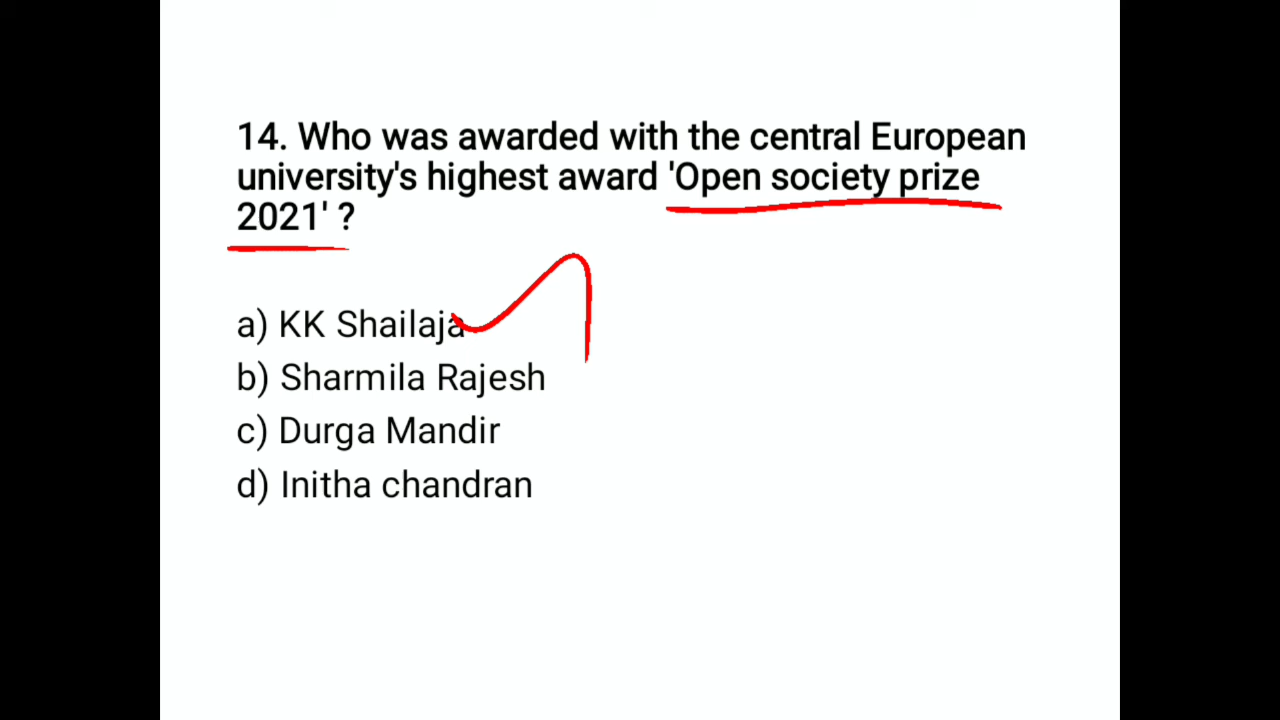 14. Who was awarded with the central European
university's highest award 'Open society prize
2021' ?
a) KK Shailaja
b) Sharmila Rajesh
c) Durga Mandir
d) Initha chandran